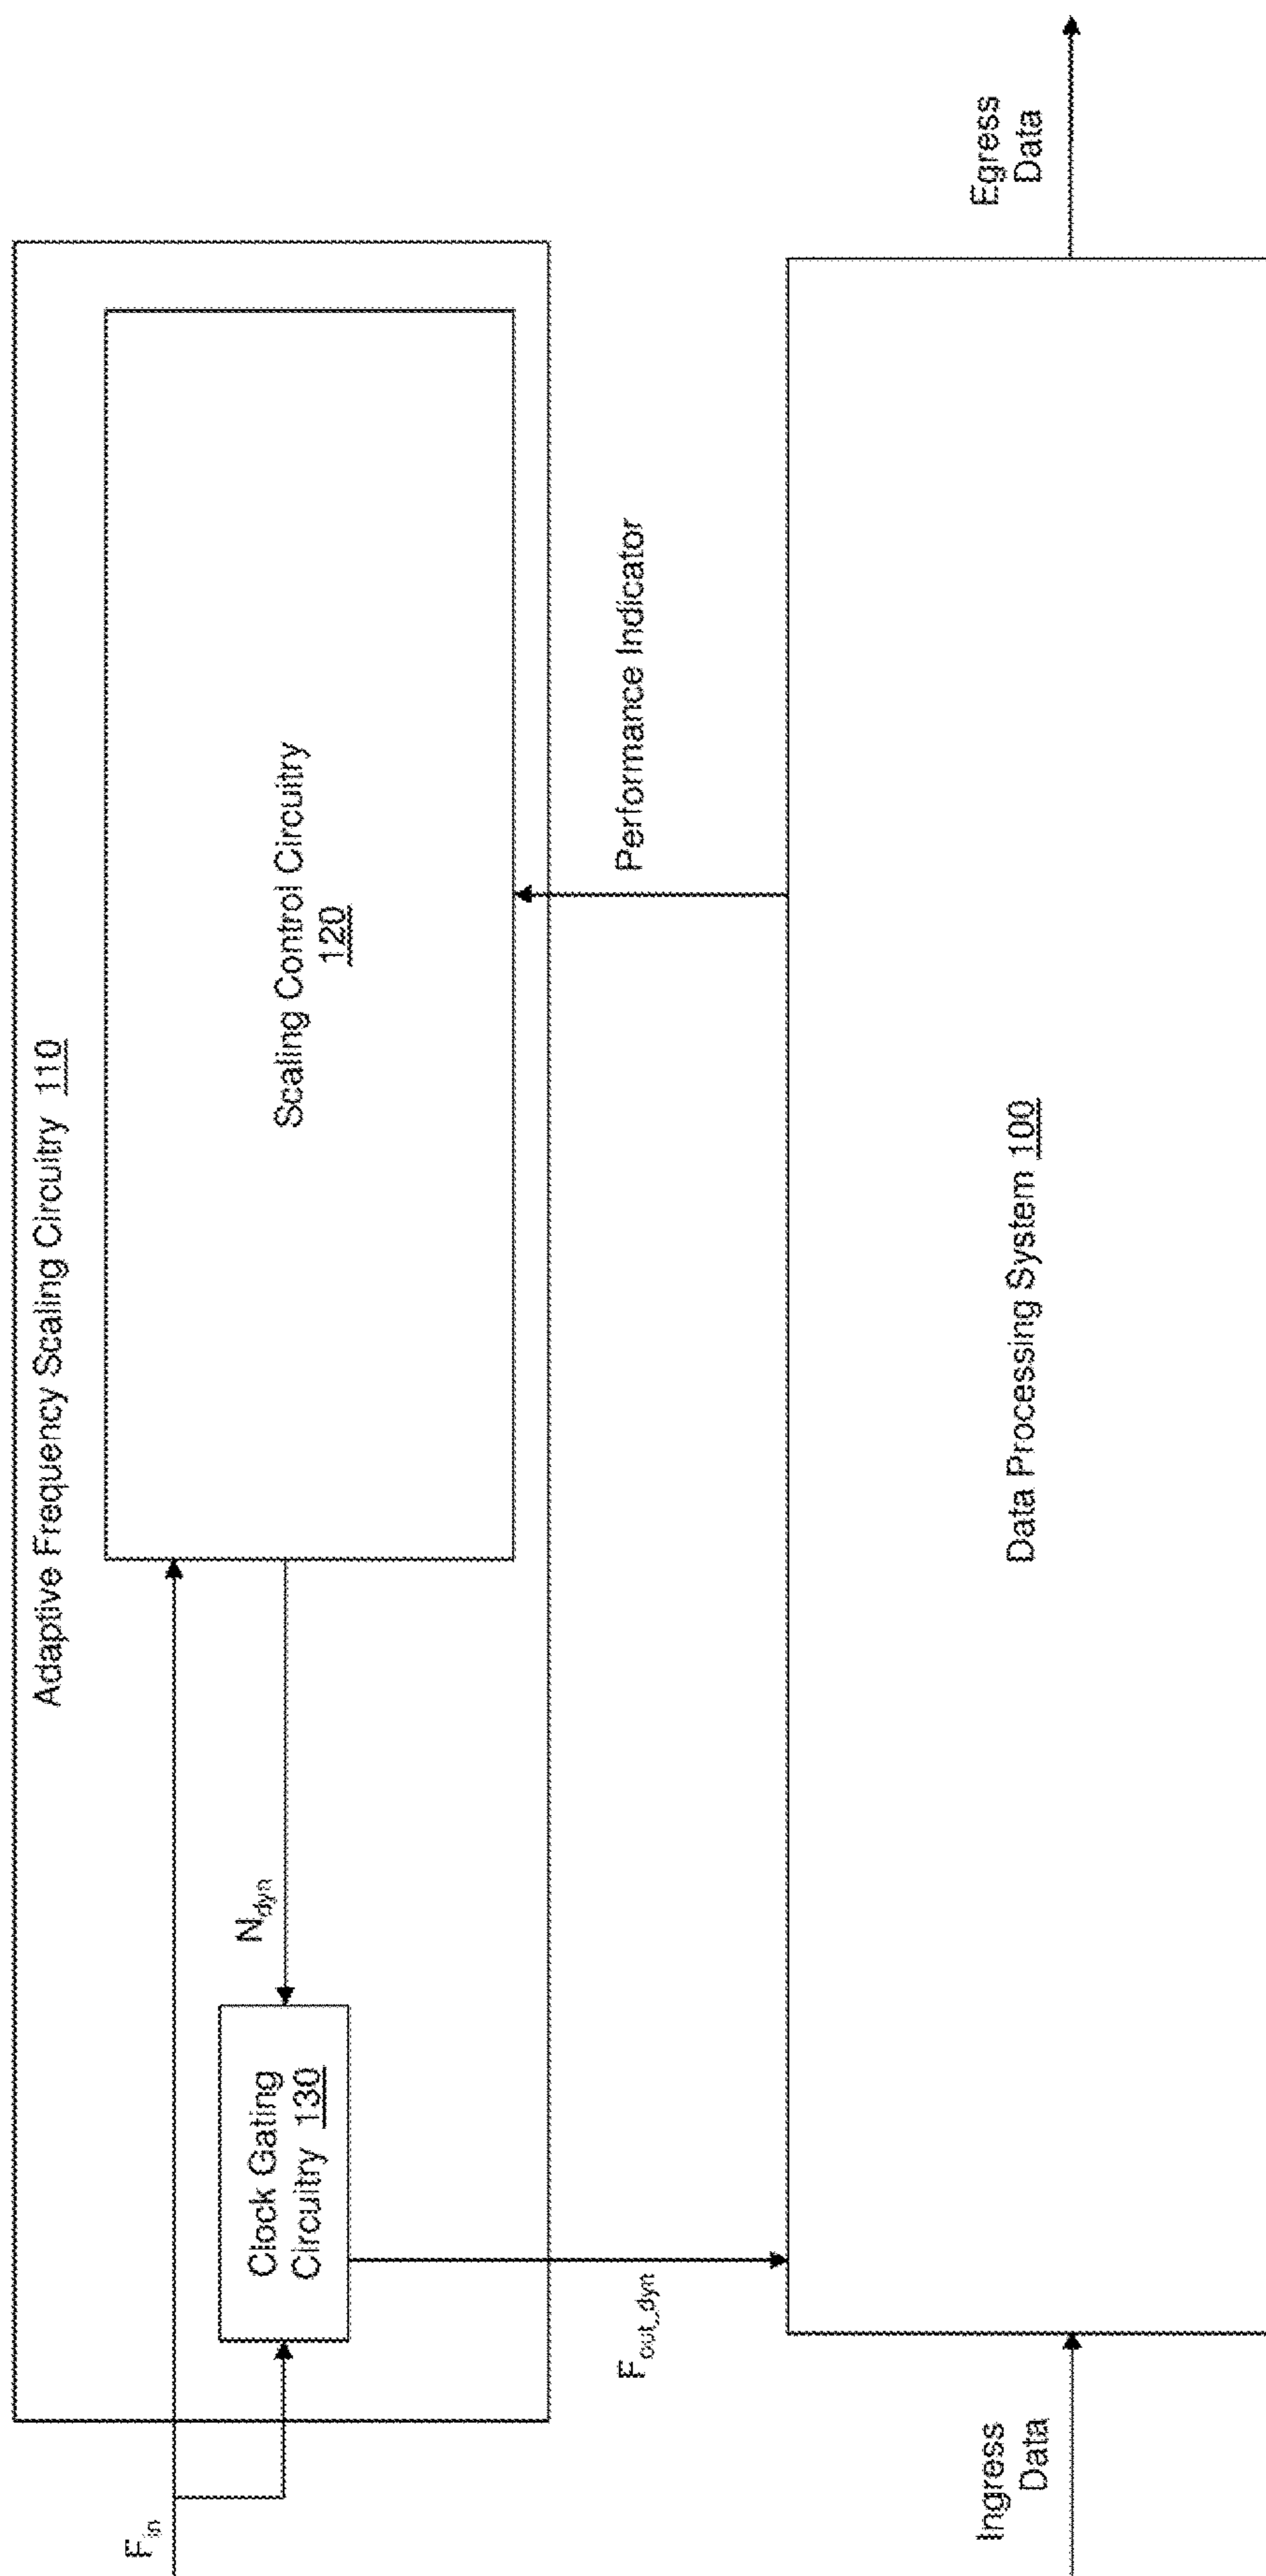 Adaptive Frequency Scaling Circuitry 110
F_in
Clock Gating
Circuitry 130
N_dyn
Scaling Control Circuitry
120
F_out_dyn
Performance Indicator
Ingress
Data
Data Processing System 100
Egress
Data